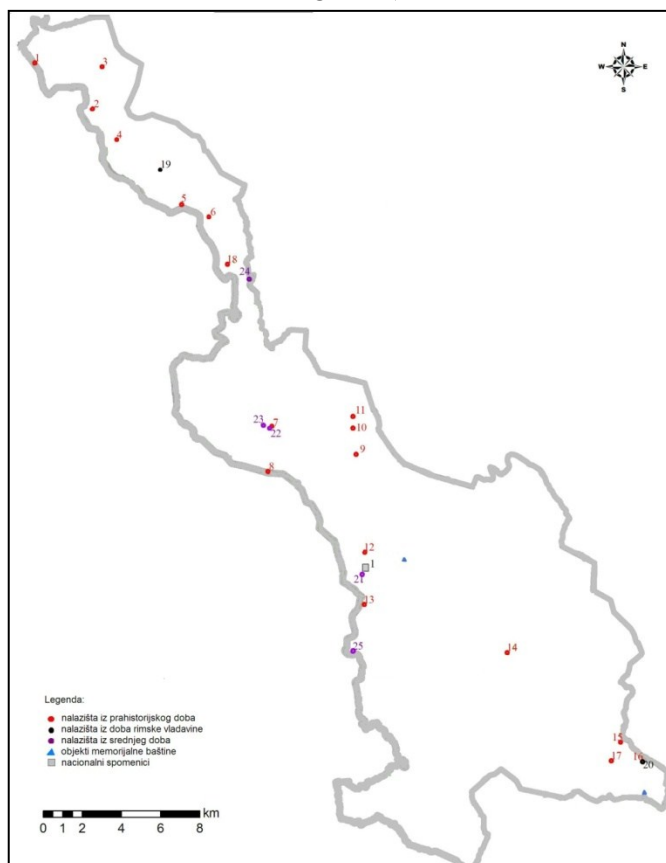 N
W E
S
1
3
2
4
19
5
6
18
24
11
23 7
22
10
9
8
12
1
21
13
25
14
15
16
17
20
Legenda:
nalazišta iz prahistorijskog doba
nalazišta iz doba rimske vladavine
nalazišta iz srednjeg doba
objekti memorijalne baštine
nacionalni spomenici
km
0 1 2 4 6 8